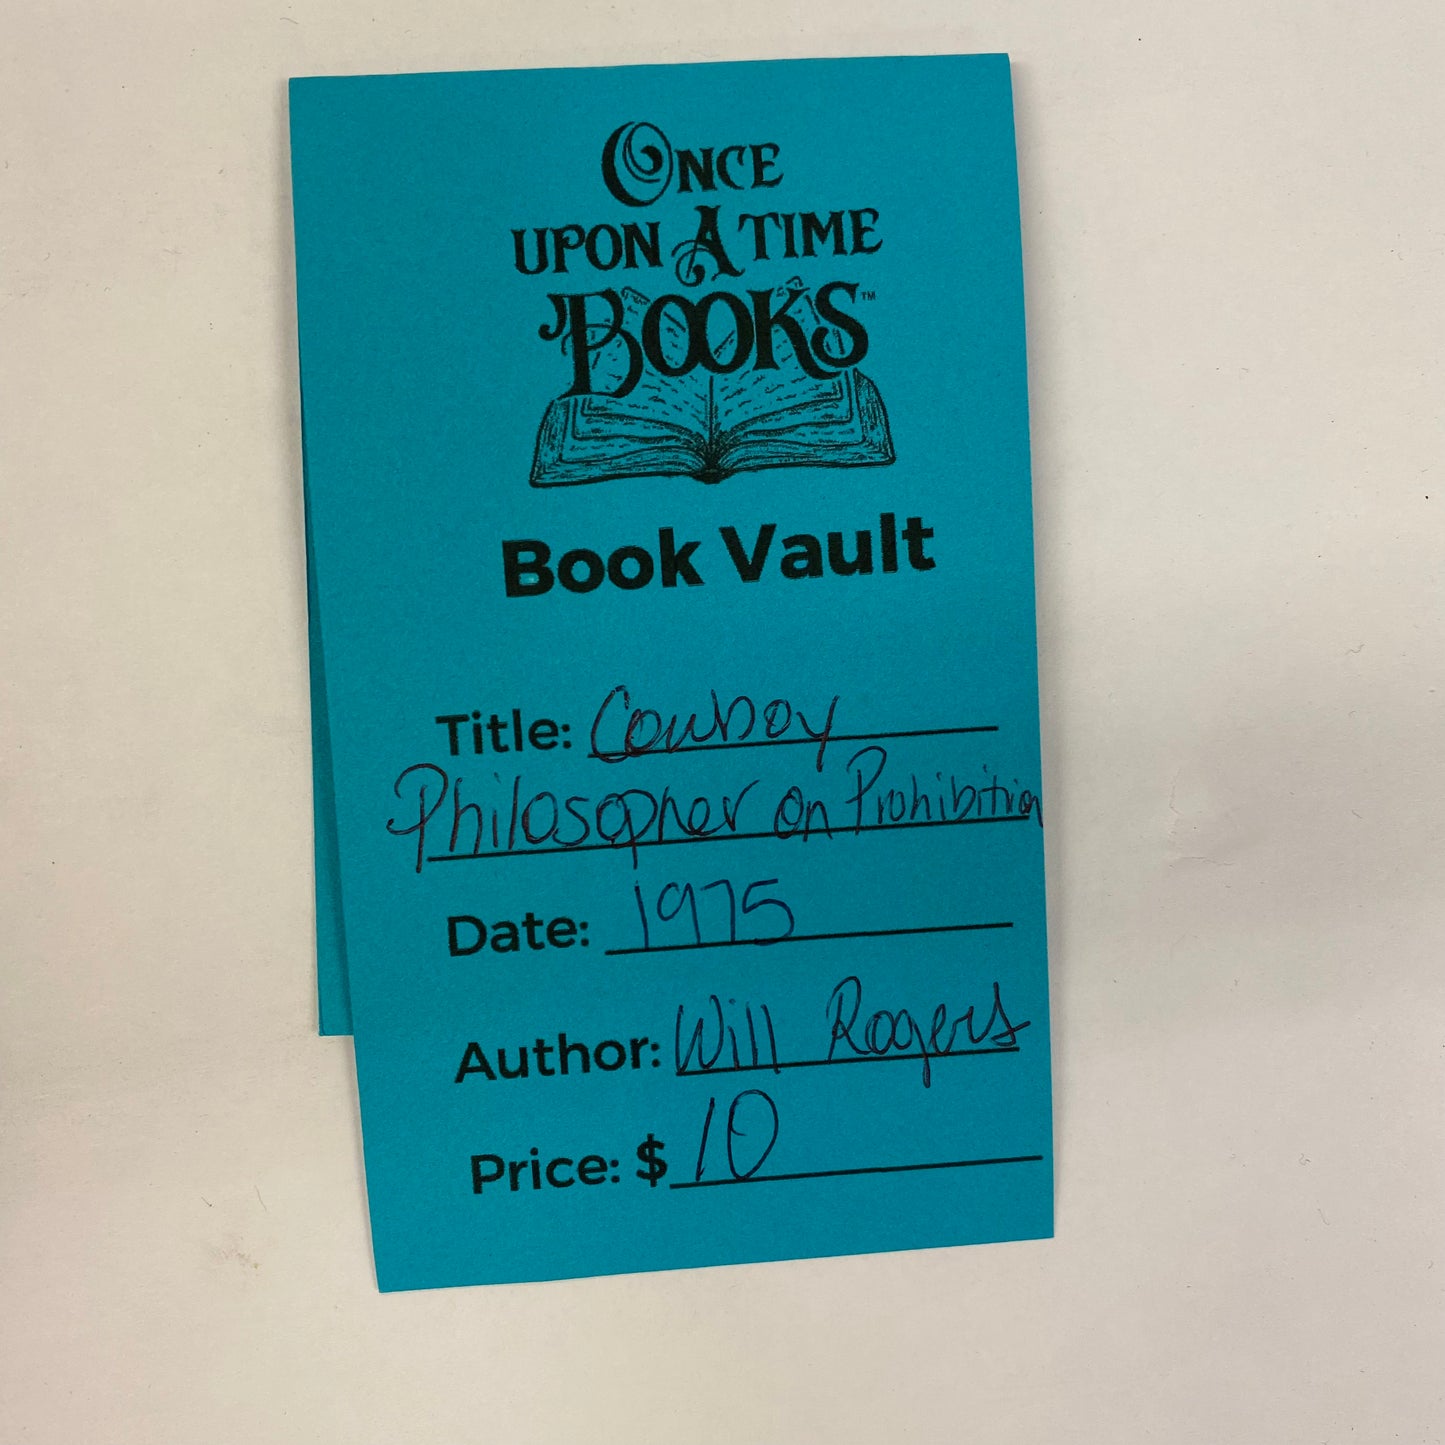 ONCE
UPON A TIME
BOOKS™
Book Vault
Title: Cowboy
Philosopher on Prohibition
Date: 1975
Author: Will Rogers
Price: $ 10